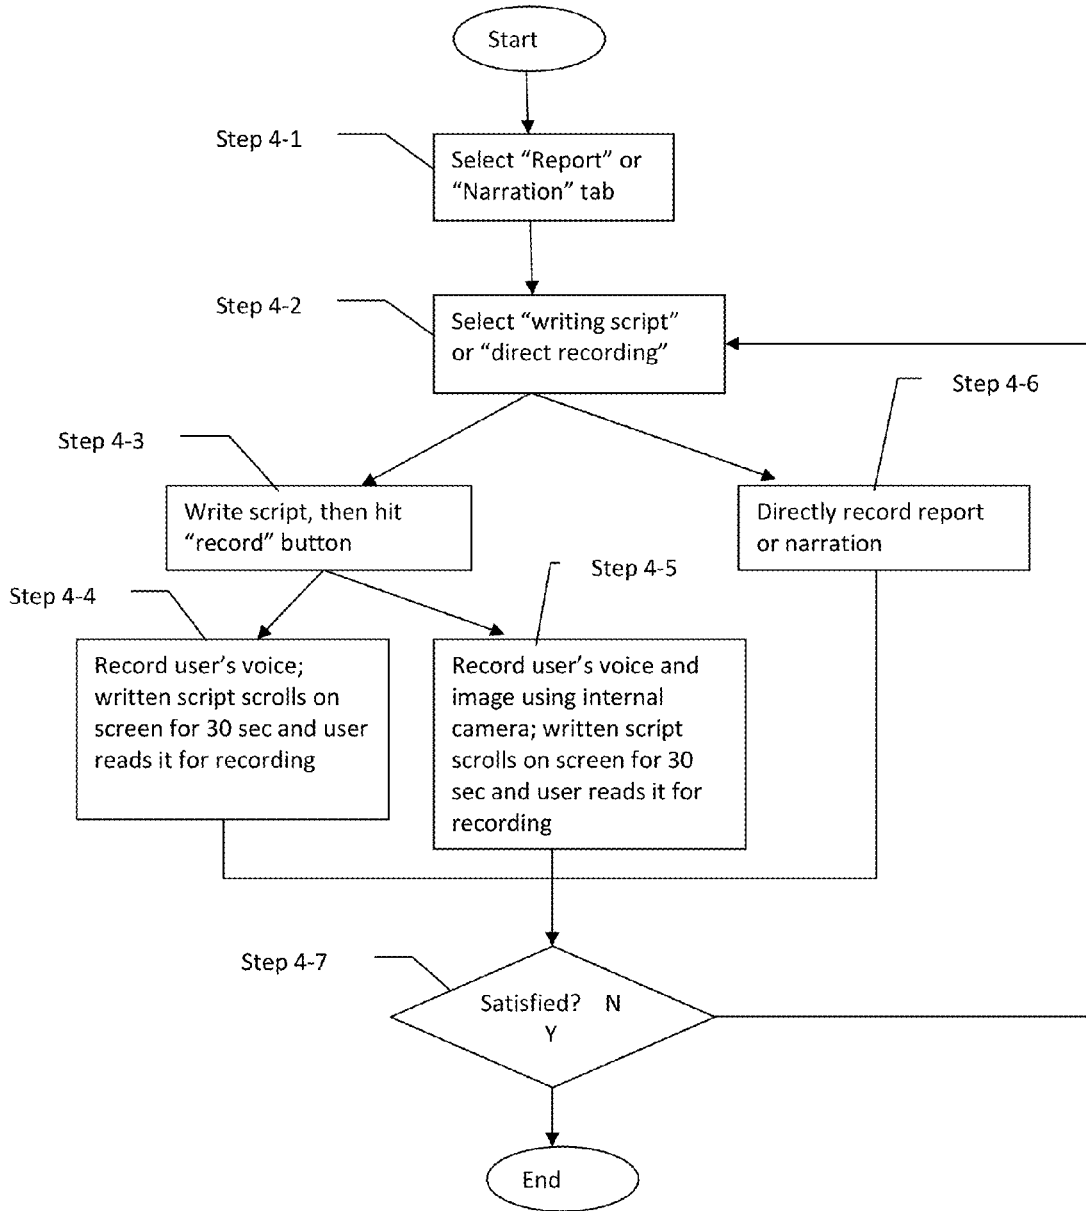 Start
Step 4-1
Select “Report” or
“Narration” tab
Step 4-2
Select “writing script”
or “direct recording”
Step 4-6
Step 4-3
Write script, then hit
“record” button
Directly record report
or narration
Step 4-5
Step 4-4
Record user’s voice;
written script scrolls on
screen for 30 sec and user
reads it for recording
Record user’s voice and
image using internal
camera; written script
scrolls on screen for 30
sec and user reads it for
recording
Step 4-7
Satisfied? N
Y
End